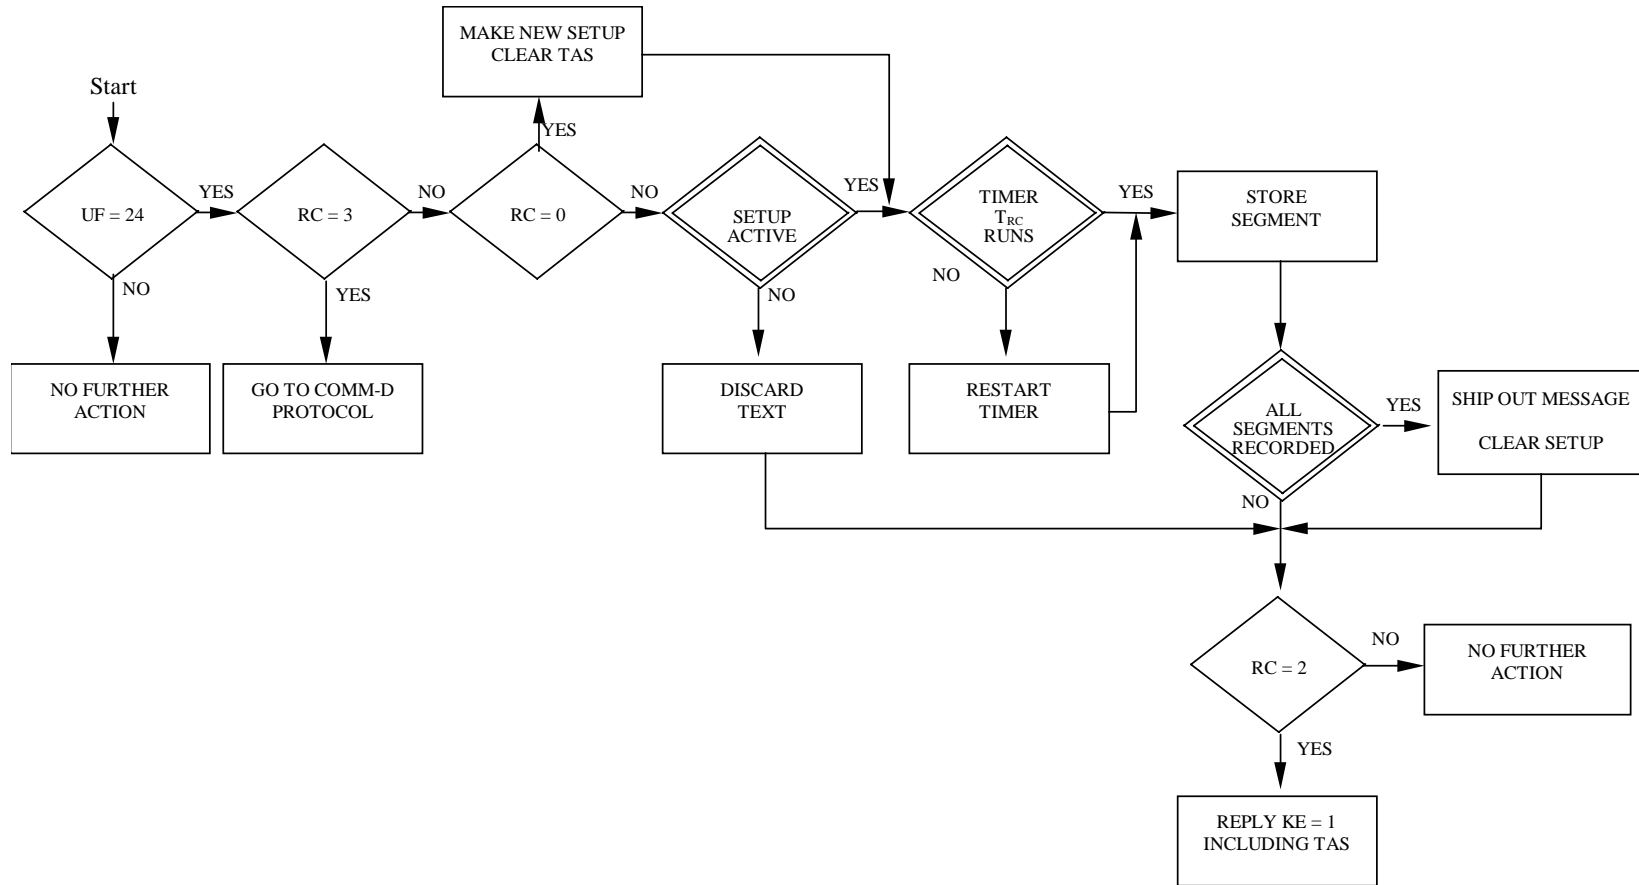 MAKE NEW SETUP
CLEAR TAS
Start
YES
UF = 24
YES
RC = 3
NO
RC = 0
NO
SETUP
ACTIVE
YES
TIMER
TRC
RUNS
YES
STORE
SEGMENT
NO
YES
NO
NO
NO FURTHER
ACTION
GO TO COMM-D
PROTOCOL
DISCARD
TEXT
RESTART
TIMER
ALL
SEGMENTS
RECORDED
YES
SHIP OUT MESSAGE
CLEAR SETUP
NO
RC = 2
NO
NO FURTHER
ACTION
YES
REPLY KE = 1
INCLUDING TAS